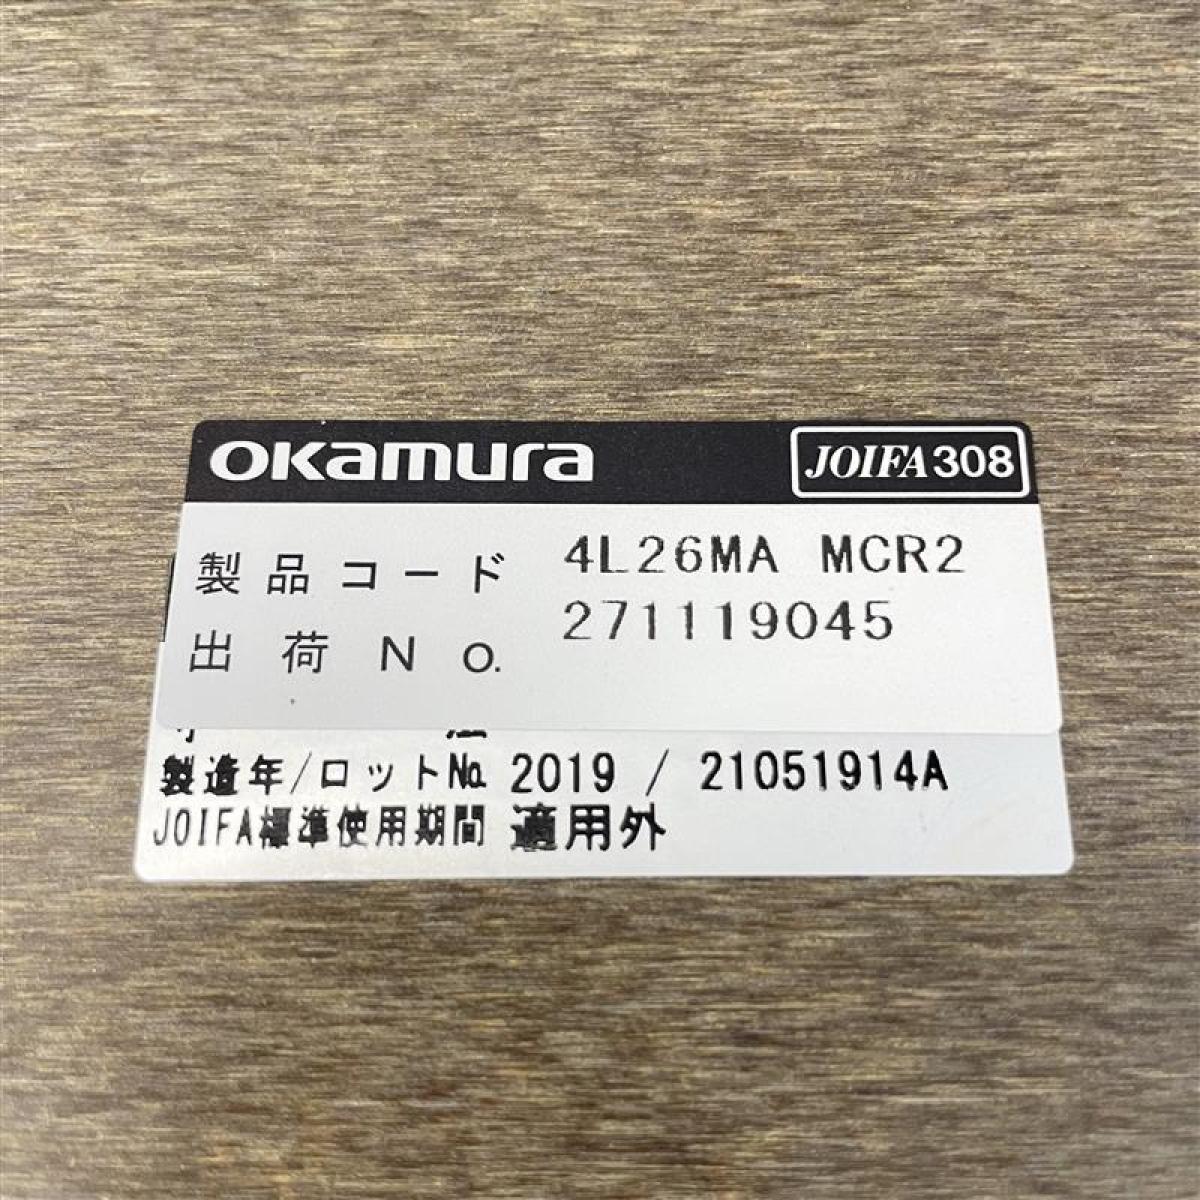 okamura JOIFA308
製品コード 4L26MA MCR2
出荷No. 271119045
製造年/ロット№ 2019 / 21051914A
JOIFA標準使用期間 適用外